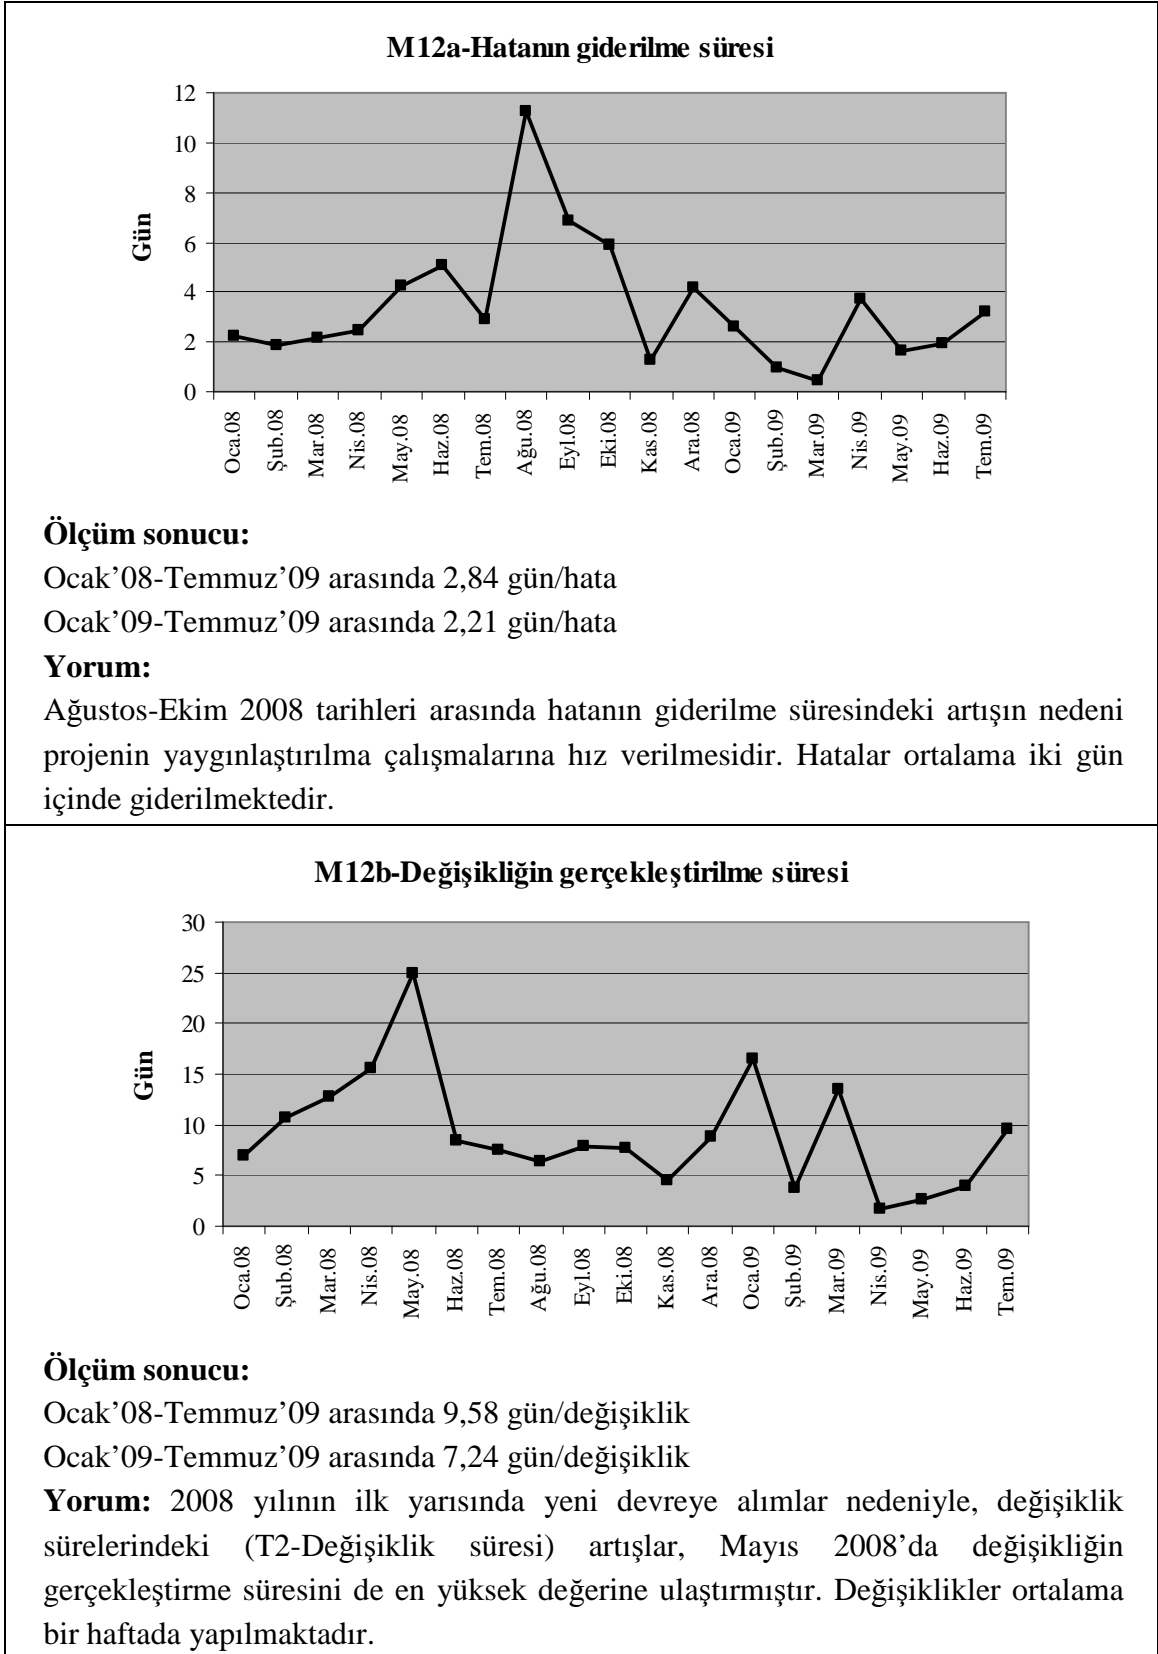 M12a-Hatanın giderilme süresi
12
10
8
6
4
2
0
Gün
Oca.08
Şub.08
Mar.08
Nis.08
May.08
Haz.08
Tem.08
Ağu.08
Eyl.08
Eki.08
Kas.08
Ara.08
Oca.09
Şub.09
Mar.09
Nis.09
May.09
Haz.09
Tem.09
Ölçüm sonucu:
Ocak’08-Temmuz’09 arasında 2,84 gün/hata
Ocak’09-Temmuz’09 arasında 2,21 gün/hata
Yorum:
Ağustos-Ekim 2008 tarihleri arasında hatanın giderilme süresindeki artışın nedeni
projenin yaygınlaştırılma çalışmalarına hız verilmesidir. Hatalar ortalama iki gün
içinde giderilmektedir.
M12b-Değişikliğin gerçekleştirilme süresi
30
25
20
15
10
5
0
Gün
Oca.08
Şub.08
Mar.08
Nis.08
May.08
Haz.08
Tem.08
Ağu.08
Eyl.08
Eki.08
Kas.08
Ara.08
Oca.09
Şub.09
Mar.09
Nis.09
May.09
Haz.09
Tem.09
Ölçüm sonucu:
Ocak’08-Temmuz’09 arasında 9,58 gün/değişiklik
Ocak’09-Temmuz’09 arasında 7,24 gün/değişiklik
Yorum: 2008 yılının ilk yarısında yeni devreye alımlar nedeniyle, değişiklik
sürelerindeki (T2-Değişiklik süresi) artışlar, Mayıs 2008’da değişikliğin
gerçekleştirme süresini de en yüksek değerine ulaştırmıştır. Değişiklikler ortalama
bir haftada yapılmaktadır.